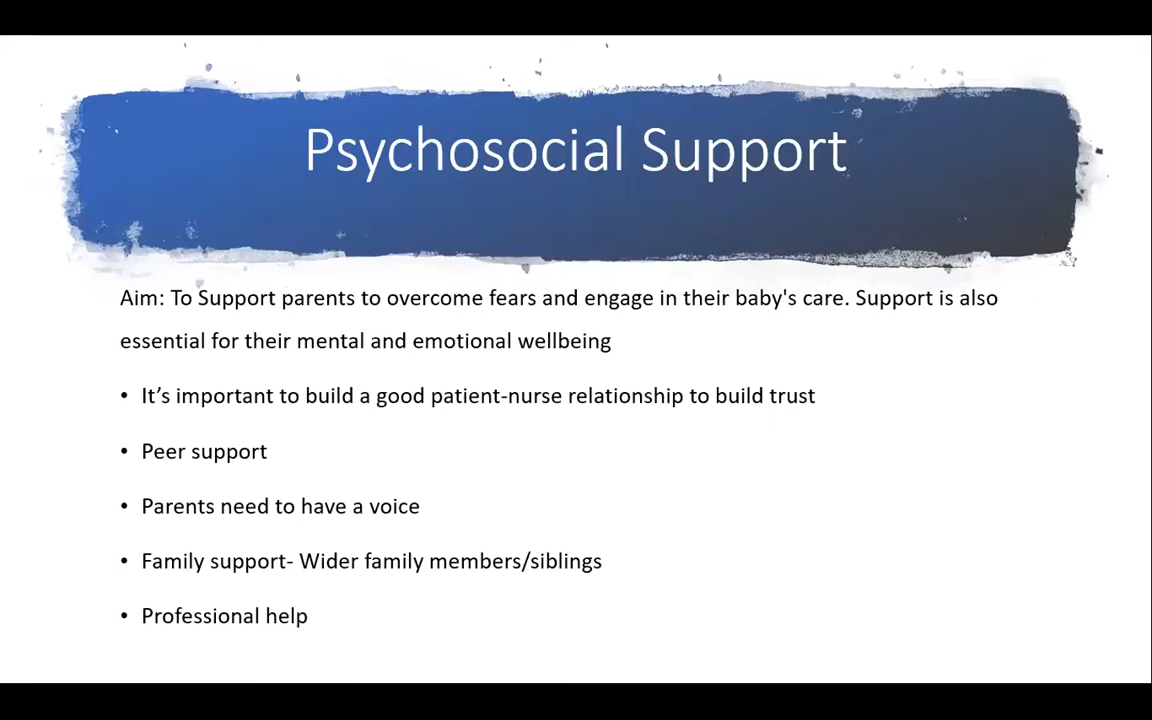 Psychosocial Support
Aim: To Support parents to overcome fears and engage in their baby's care. Support is also
essential for their mental and emotional wellbeing
• It’s important to build a good patient-nurse relationship to build trust
• Peer support
• Parents need to have a voice
• Family support- Wider family members/siblings
• Professional help